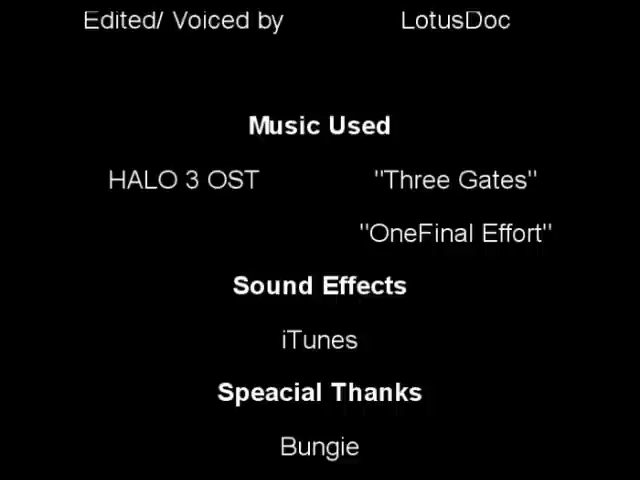 Edited/ Voiced by LotusDoc
Music Used
HALO 3 OST "Three Gates"
"OneFinal Effort"
Sound Effects
iTunes
Speacial Thanks
Bungie